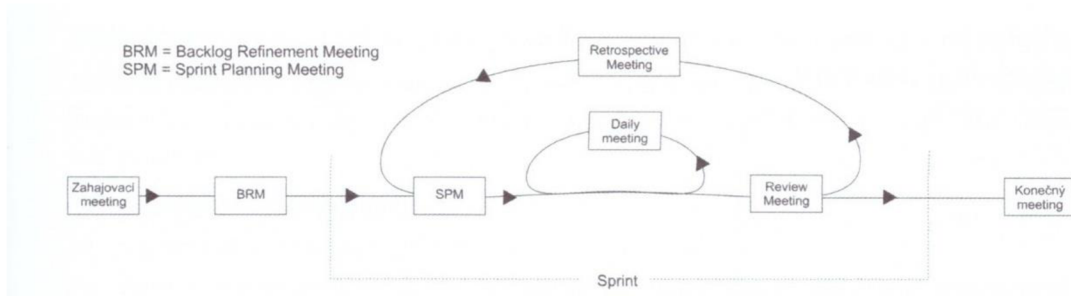 BRM = Backlog Refinement Meeting
SPM = Sprint Planning Meeting
Retrospective
Meeting
Daily
meeting
Zahajovací
meeting
BRM
SPM
Review
Meeting
Konečný
meeting
Sprint